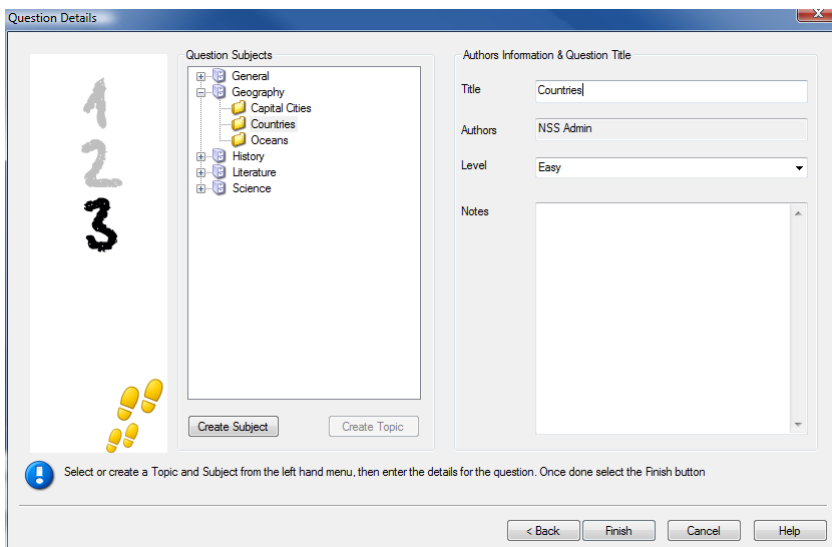 Question Details
1
2
3
Question Subjects
General
Geography
Capital Cities
Countries
Oceans
History
Literature
Science
Create Subject
Create Topic
Authors Information & Question Title
Title
Countries
Authors
NSS Admin
Level
Easy
Notes
Select or create a Topic and Subject from the left hand menu, then enter the details for the question. Once done select the Finish button
< Back
Finish
Cancel
Help